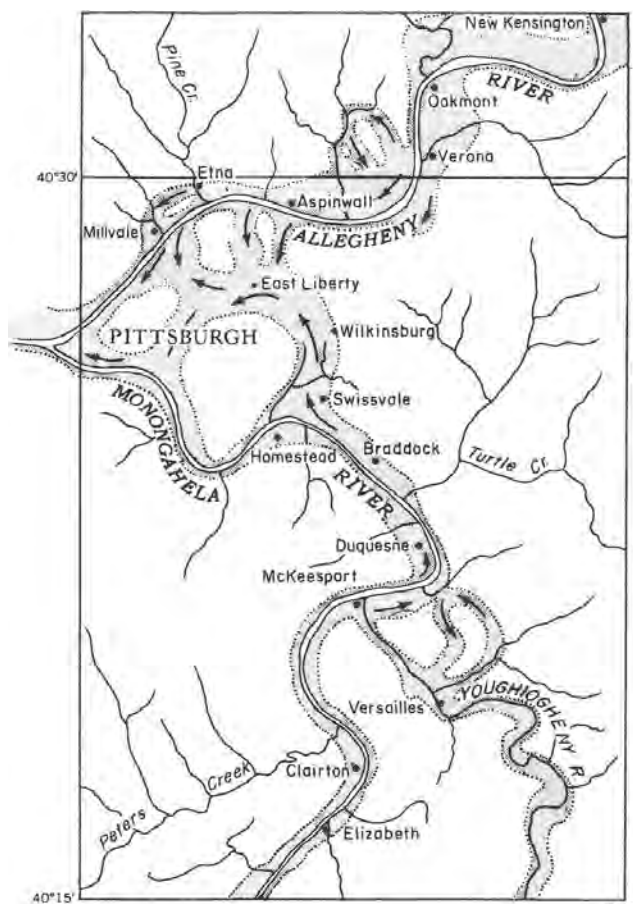 New Kensington
Pine Cr.
RIVER
Oakmont
Verona
40°30'
Etna
Aspinwall
Millvale
ALLEGHENY
East Liberty
PITTSBURGH
Wilkinsburg
Swissvale
MONONGAHELA
Homestead
RIVER
Braddock
Turtle Cr.
Duquesne
McKeesport
YOUGHIOGHENY R.
Versailles
Clairton
Peters Creek
Elizabeth
40°15'